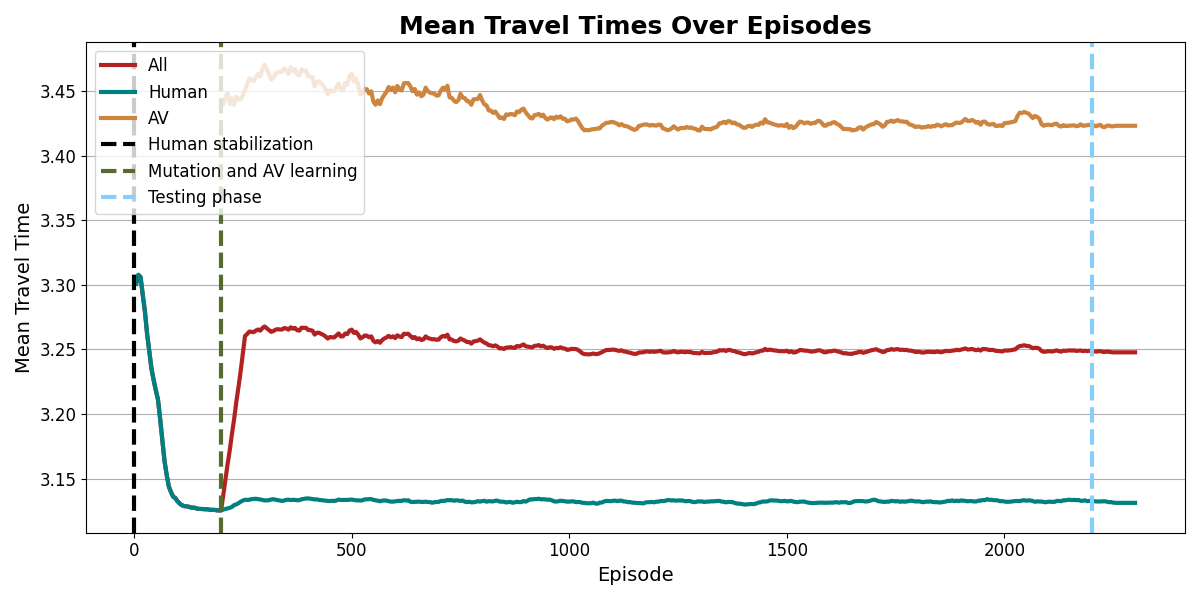 Mean Travel Times Over Episodes
Mean Travel Time
3.45
3.40
3.35
3.30
3.25
3.20
3.15
All
Human
AV
Human stabilization
Mutation and AV learning
Testing phase
0
500
1000
1500
2000
Episode